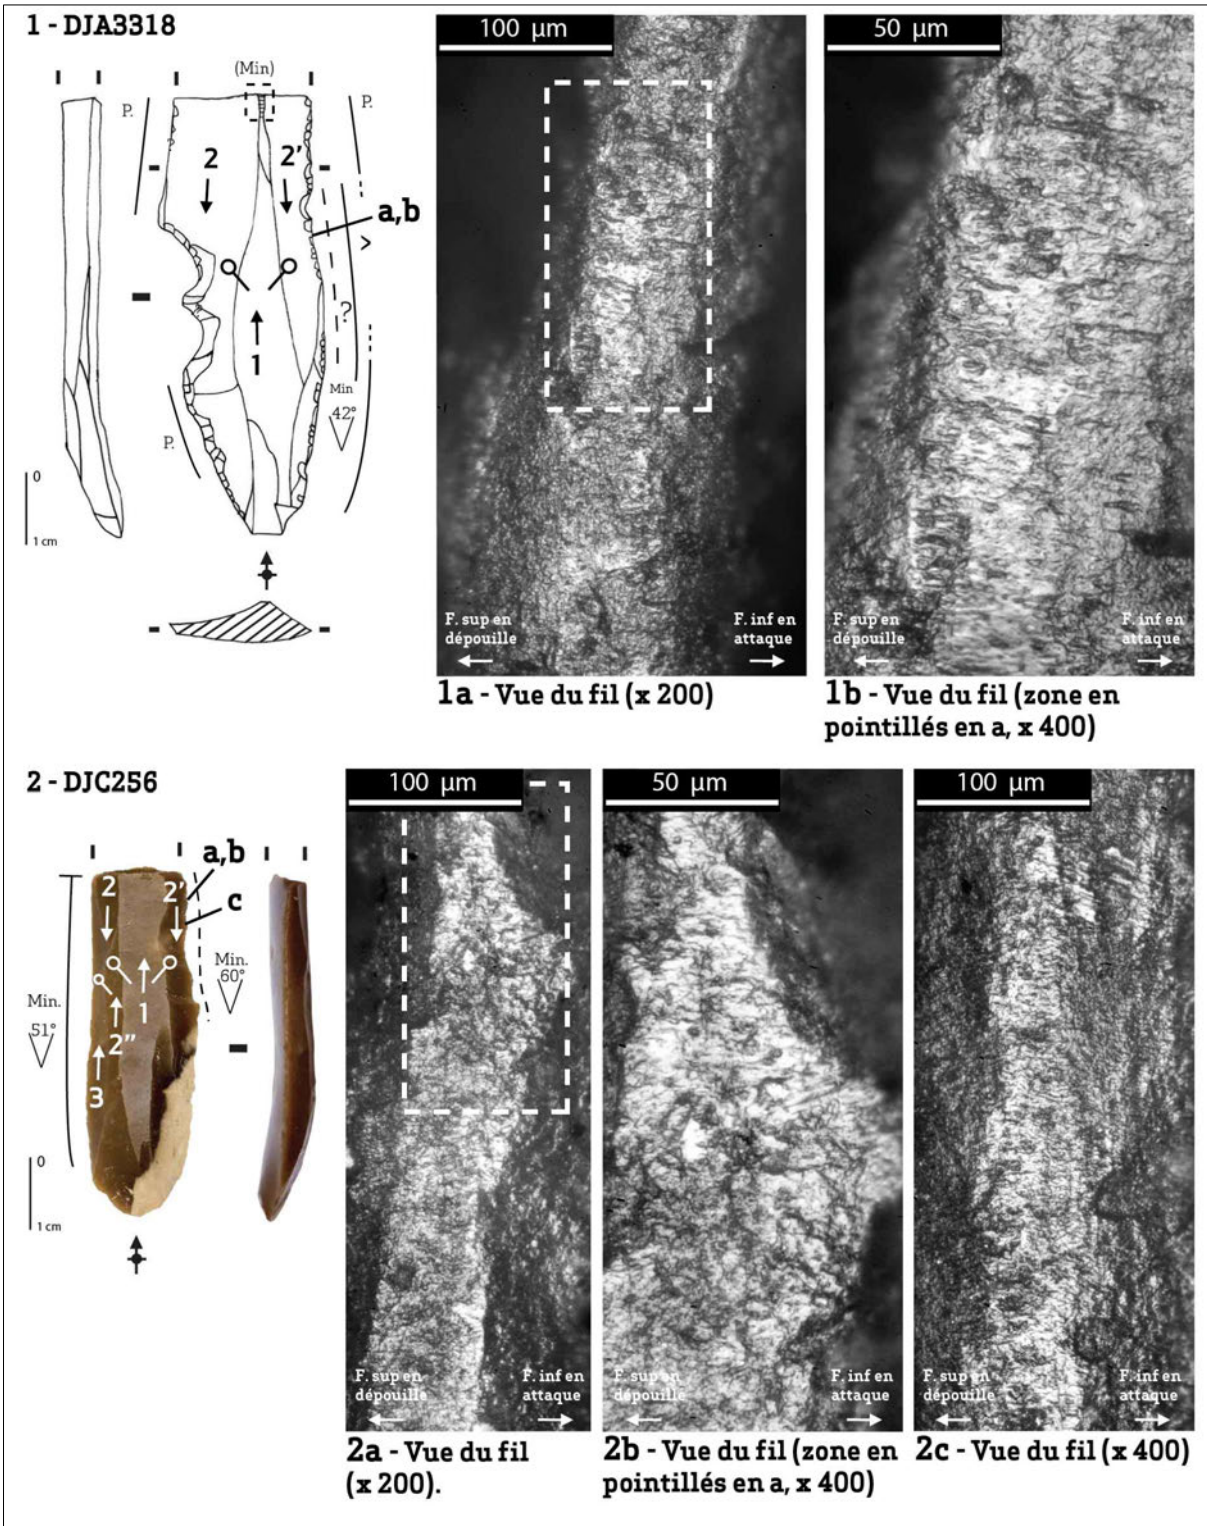 1 - DJA3318
(Min)
P.
P.
2
2'
a,b
>
?
1
Min
42°
P.
0
1 cm
100 µm
F. sup en
dépouille
F. inf en
attaque
1a - Vue du fil (x 200)
50 µm
F. sup en
dépouille
F. inf en
attaque
1b - Vue du fil (zone en
pointillés en a, x 400)
2 - DJC256
a,b
c
2
2'
1
2"
3
Min.
51°
Min.
60°
0
1 cm
100 µm
F. sup en
dépouille
F. inf en
attaque
2a - Vue du fil
(x 200).
50 µm
F. sup en
dépouille
F. inf en
attaque
2b - Vue du fil (zone en
pointillés en a, x 400)
100 µm
F. sup en
dépouille
F. inf en
attaque
2c - Vue du fil (x 400)